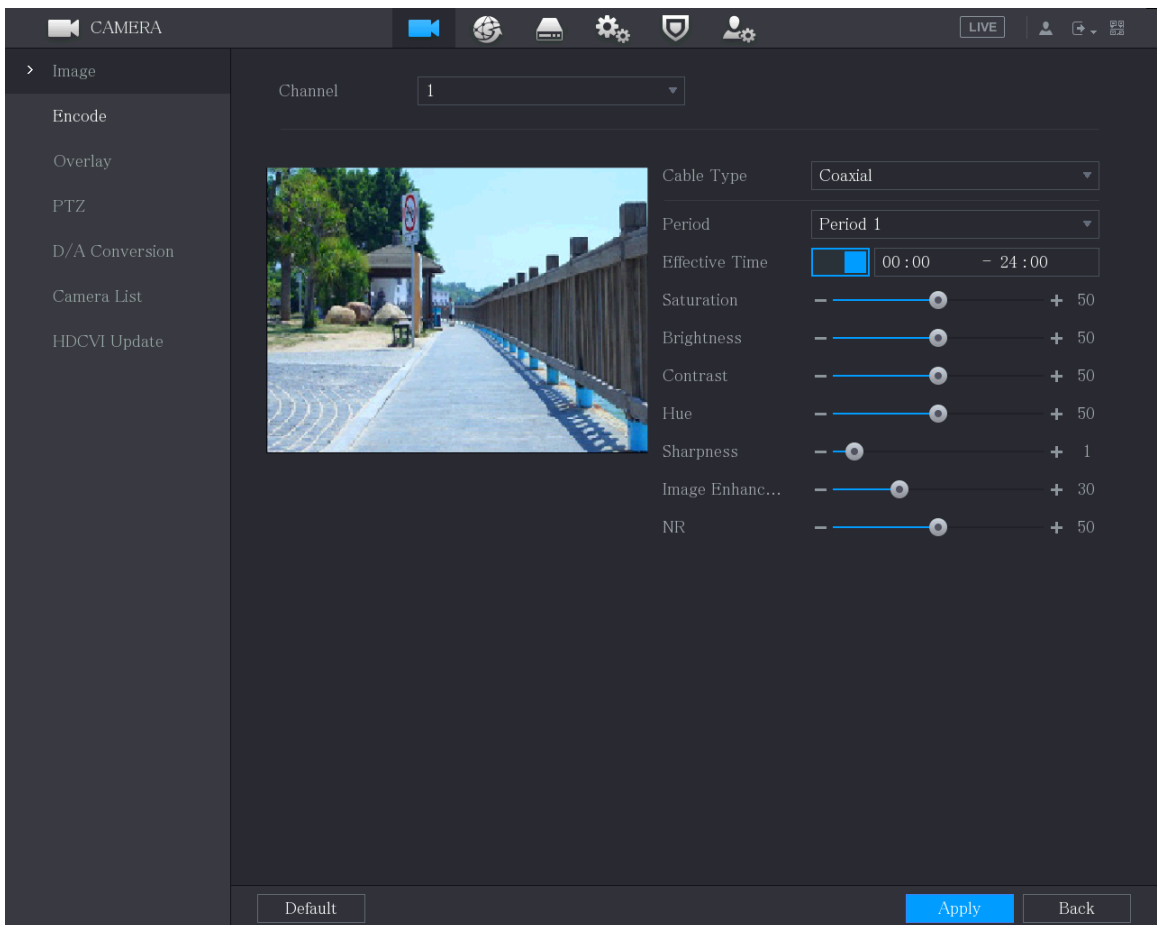 CAMERA
LIVE
Image
Encode
Overlay
PTZ
D/A Conversion
Camera List
HDCVI Update
Channel 1
Cable Type Coaxial
Period Period 1
Effective Time 00:00 - 24:00
Saturation 50
Brightness 50
Contrast 50
Hue 50
Sharpness 1
Image Enhanc... 30
NR 50
Default Apply Back